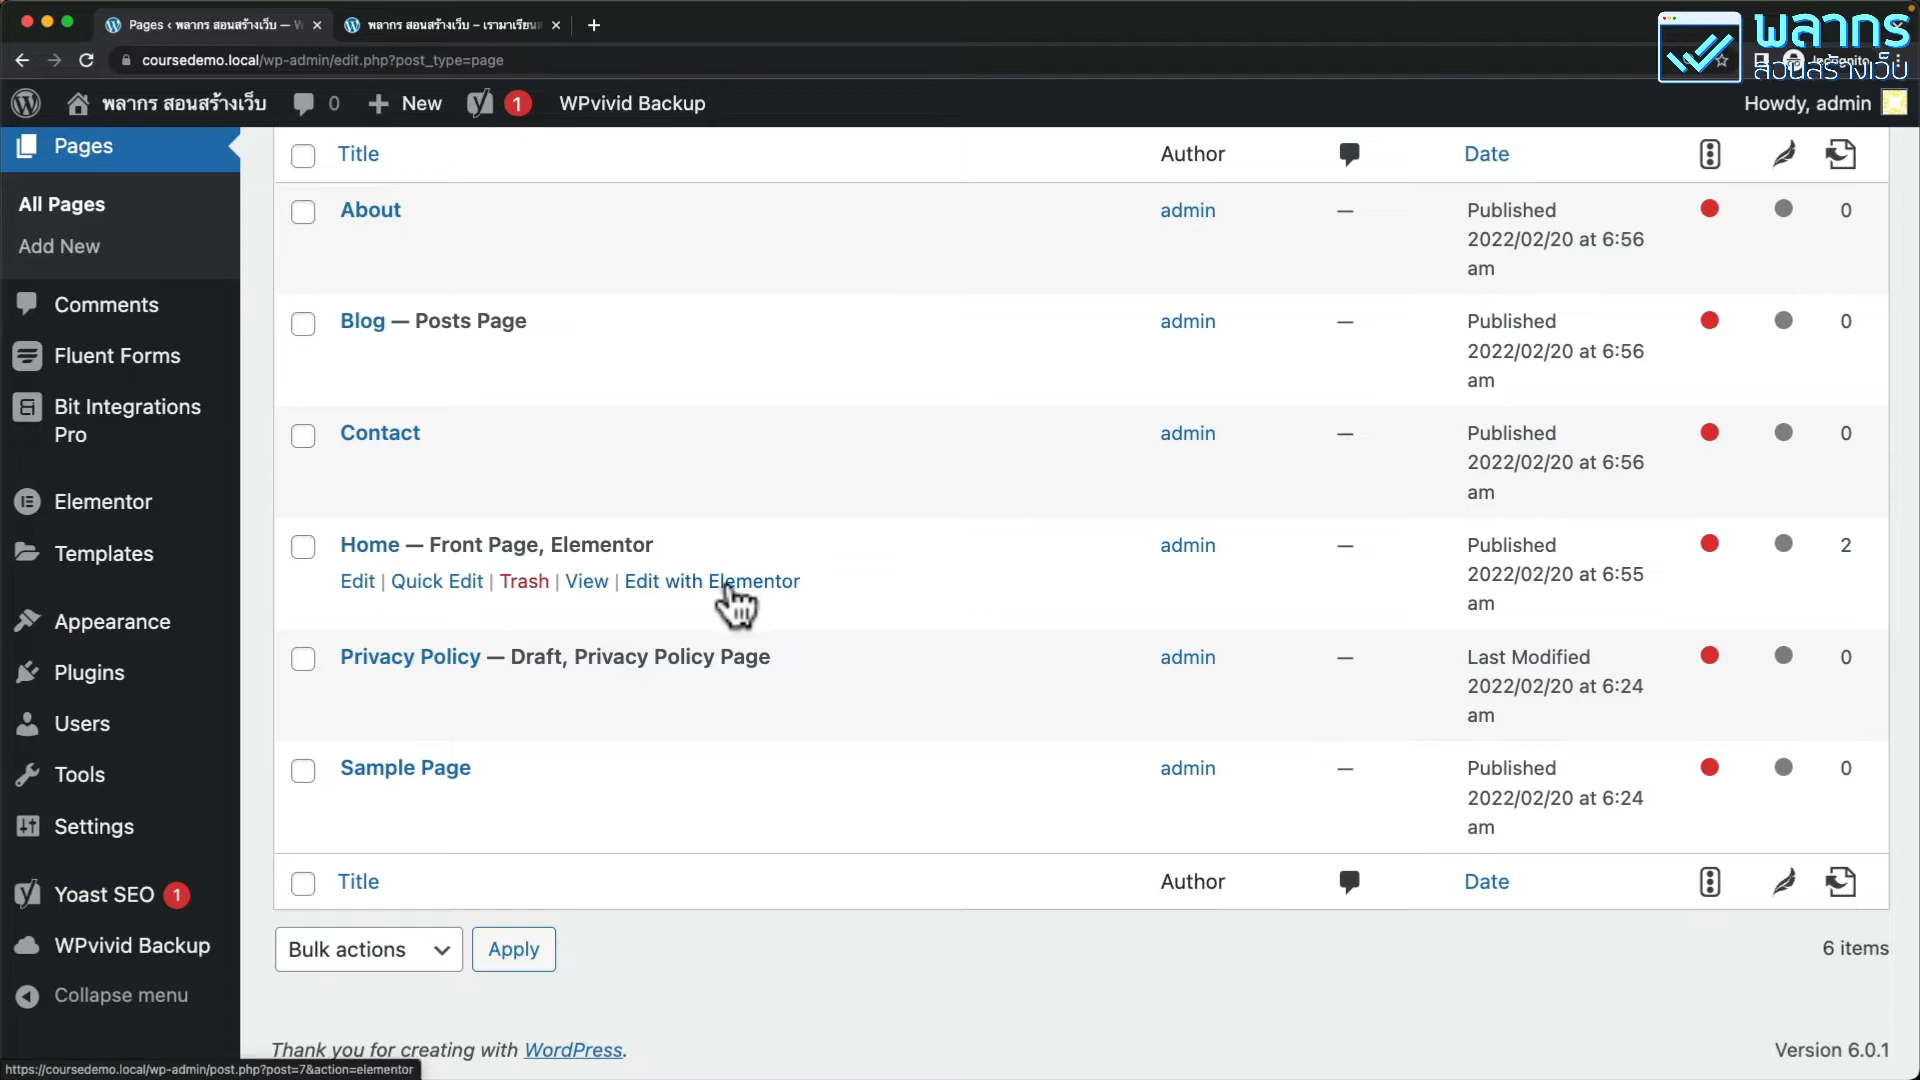 Pages ‹ พลากร สอนสร้างเว็บ — W
พลากร สอนสร้างเว็บ – เรามาเรียน
coursedemo.local/wp-admin/edit.php?post_type=page
พลากร
สอนสร้างเว็บ
พลากร สอนสร้างเว็บ
0
New
1
WPvivid Backup
Howdy, admin
Pages
All Pages
Add New
Comments
Fluent Forms
Bit Integrations
Pro
Elementor
Templates
Appearance
Plugins
Users
Tools
Settings
Yoast SEO 1
WPvivid Backup
Collapse menu
Title Author Date
About admin — Published 0
2022/02/20 at 6:56
am
Blog — Posts Page admin — Published 0
2022/02/20 at 6:56
am
Contact admin — Published 0
2022/02/20 at 6:56
am
Home — Front Page, Elementor admin — Published 2
Edit | Quick Edit | Trash | View | Edit with Elementor 2022/02/20 at 6:55
am
Privacy Policy — Draft, Privacy Policy Page admin — Last Modified 0
2022/02/20 at 6:24
am
Sample Page admin — Published 0
2022/02/20 at 6:24
am
Title Author Date
Bulk actions Apply 6 items
Thank you for creating with WordPress. Version 6.0.1
https://coursedemo.local/wp-admin/post.php?post=7&action=elementor